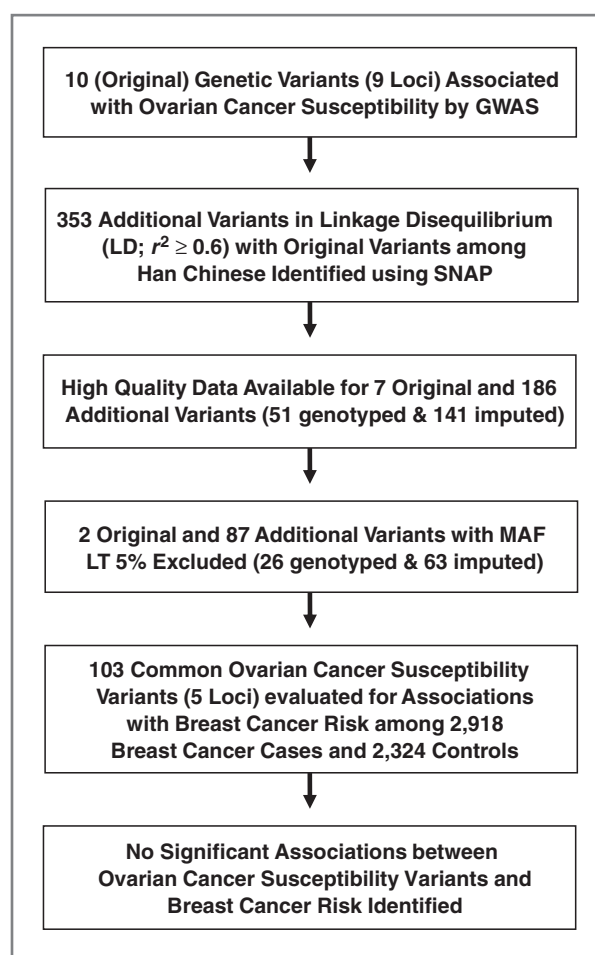 10 (Original) Genetic Variants (9 Loci) Associated
with Ovarian Cancer Susceptibility by GWAS
353 Additional Variants in Linkage Disequilibrium
(LD; r² ≥ 0.6) with Original Variants among
Han Chinese Identified using SNAP
High Quality Data Available for 7 Original and 186
Additional Variants (51 genotyped & 141 imputed)
2 Original and 87 Additional Variants with MAF
LT 5% Excluded (26 genotyped & 63 imputed)
103 Common Ovarian Cancer Susceptibility
Variants (5 Loci) evaluated for Associations
with Breast Cancer Risk among 2,918
Breast Cancer Cases and 2,324 Controls
No Significant Associations between
Ovarian Cancer Susceptibility Variants and
Breast Cancer Risk Identified